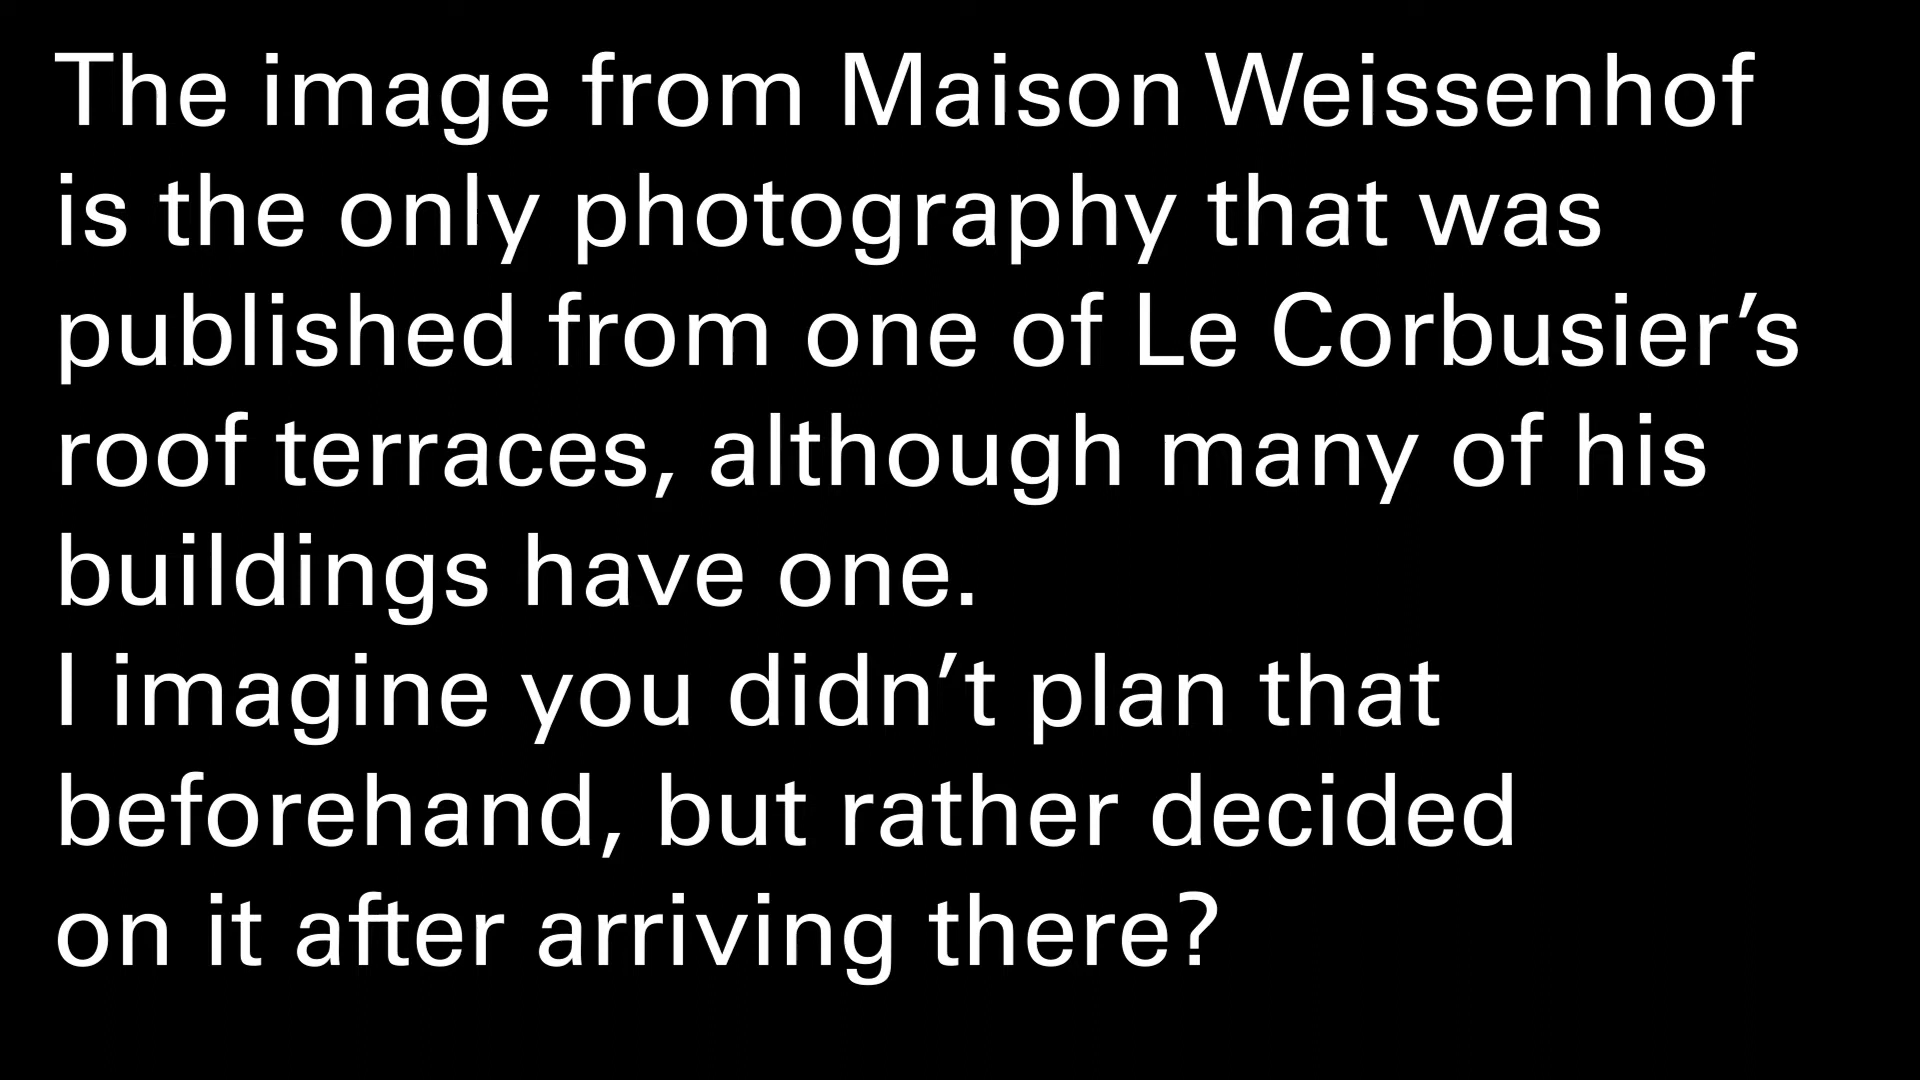 The image from Maison Weissenhof
is the only photography that was
published from one of Le Corbusier’s
roof terraces, although many of his
buildings have one.
I imagine you didn’t plan that
beforehand, but rather decided
on it after arriving there?